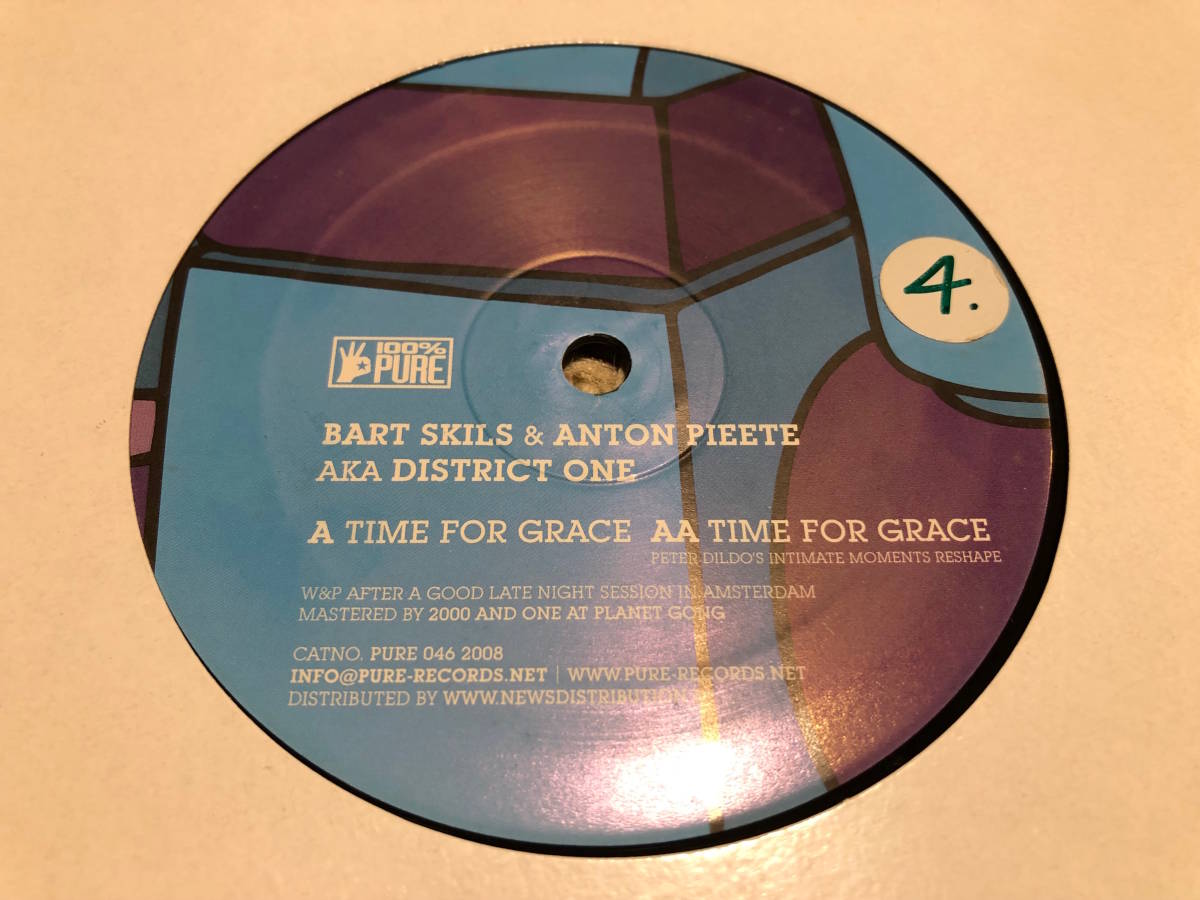 100%
PURE
4.
BART SKILS & ANTON PIEETE
AKA DISTRICT ONE
A TIME FOR GRACE AA TIME FOR GRACE
PETER DILDO'S INTIMATE MOMENTS RESHAPE
W&P AFTER A GOOD LATE NIGHT SESSION IN AMSTERDAM
MASTERED BY 2000 AND ONE AT PLANET GONG
CATNO. PURE 046 2008
INFO@PURE-RECORDS.NET | WWW.PURE-RECORDS.NET
DISTRIBUTED BY WWW.NEWSDISTRIBUTION